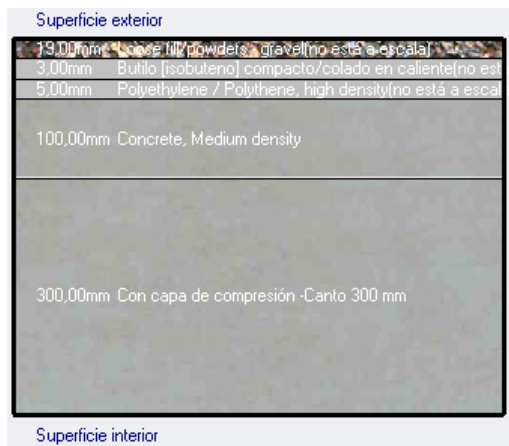 Superficie exterior
19,00mm Loose fill/powders - gravel(no está a escala)
3,00mm Butilo [isobuteno] compacto/colado en caliente(no est
5,00mm Polyethylene / Polythene, high density(no está a escal
100,00mm Concrete, Medium density
300,00mm Con capa de compresión -Canto 300 mm
Superficie interior